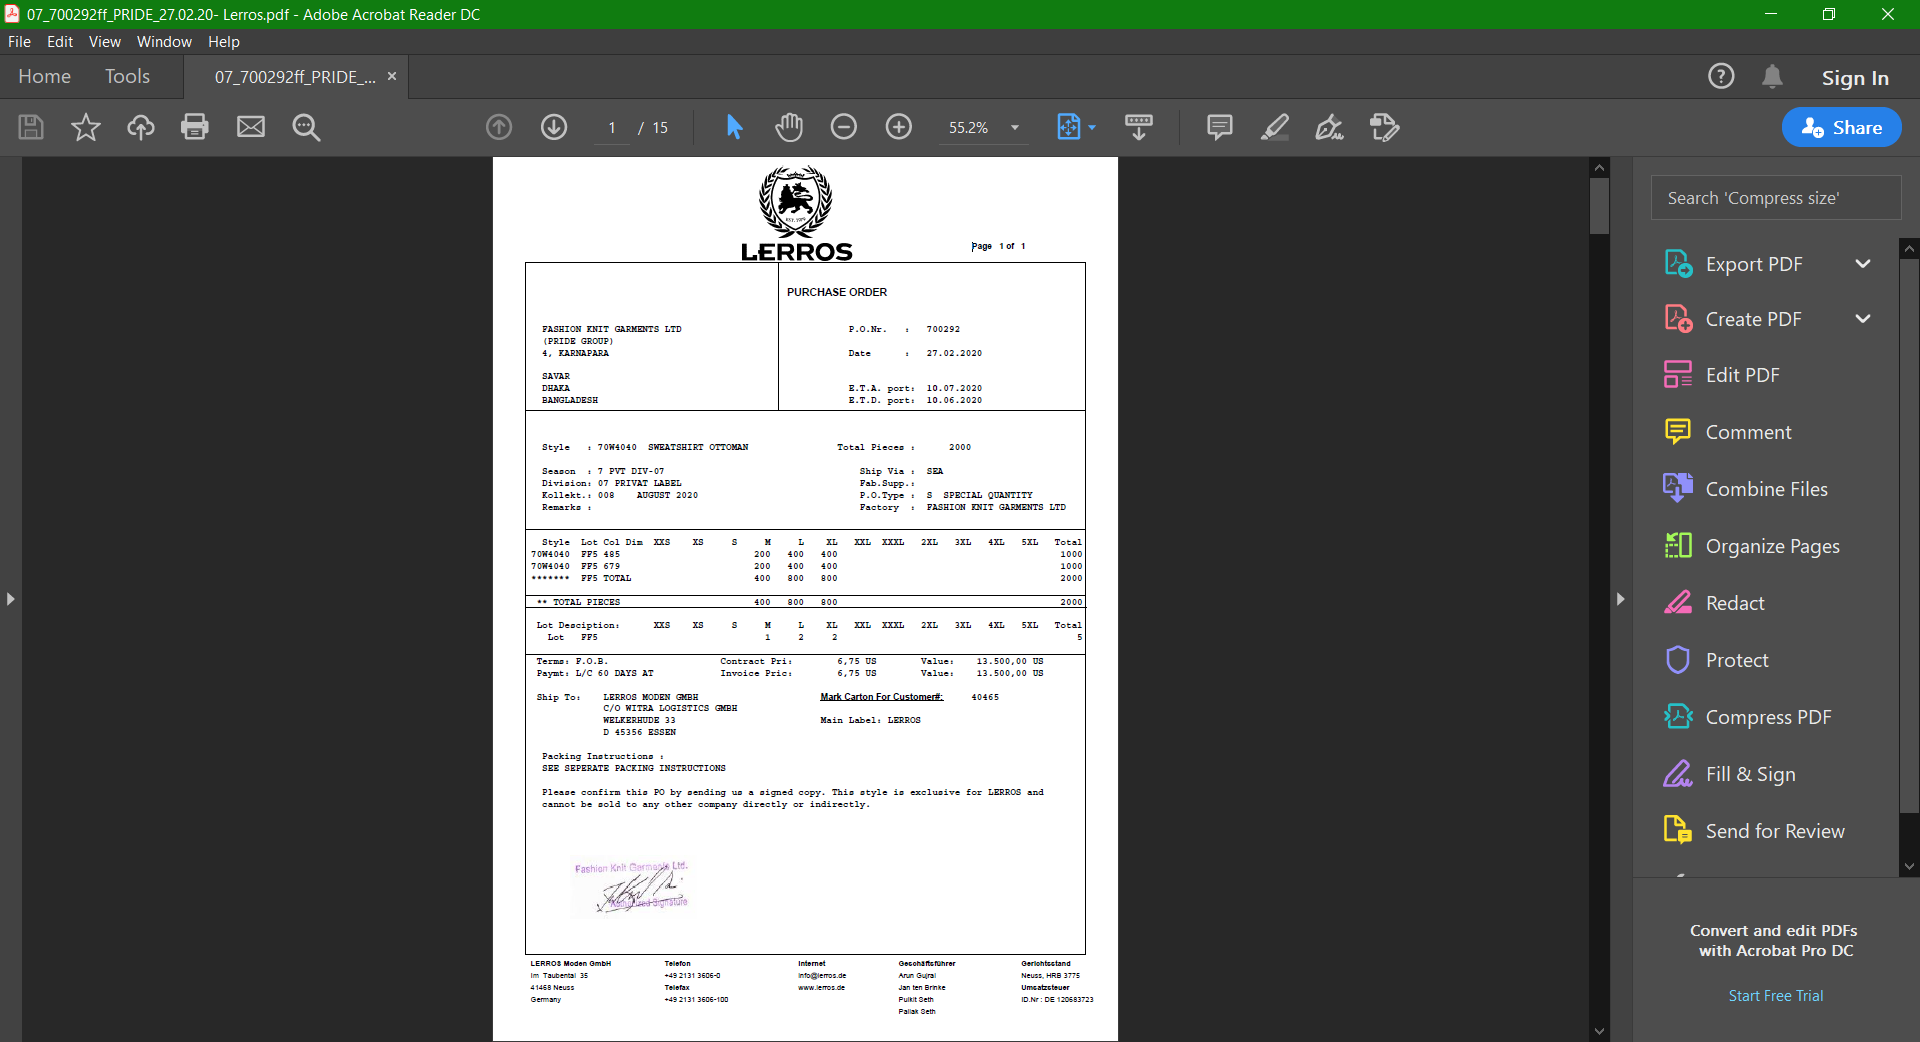 07_700292ff_PRIDE_27.02.20- Lerros.pdf - Adobe Acrobat Reader DC
File Edit View Window Help
Home Tools 07_700292ff_PRIDE_... × Sign In
1 / 15 55.2% Share
Search 'Compress size'
Export PDF
Create PDF
Edit PDF
Comment
Combine Files
Organize Pages
Redact
Protect
Compress PDF
Fill & Sign
Send for Review
Convert and edit PDFs
with Acrobat Pro DC
Start Free Trial
LERROS
Page 1 of 1
PURCHASE ORDER
FASHION KNIT GARMENTS LTD P.O.Nr. : 700292
(PRIDE GROUP)
4, KARNAPARA Date : 27.02.2020
SAVAR
DHAKA E.T.A. port: 10.07.2020
BANGLADESH E.T.D. port: 10.06.2020
Style : 70W4040 SWEATSHIRT OTTOMAN Total Pieces : 2000
Season : 7 PVT DIV-07 Ship Via : SEA
Division: 07 PRIVAT LABEL Fab.Supp.:
Kollekt.: 008 AUGUST 2020 P.O.Type : S SPECIAL QUANTITY
Remarks : Factory : FASHION KNIT GARMENTS LTD
Style Lot Col Dim XXS XS S M L XL XXL XXXL 2XL 3XL 4XL 5XL Total
70W4040 FF5 485 200 400 400 1000
70W4040 FF5 679 200 400 400 1000
******* FF5 TOTAL 400 800 800 2000
** TOTAL PIECES 400 800 800 2000
Lot Desciption: XXS XS S M L XL XXL XXXL 2XL 3XL 4XL 5XL Total
Lot FF5 1 2 2 5
Terms: F.O.B. Contract Pri: 6,75 US Value: 13.500,00 US
Paymt: L/C 60 DAYS AT Invoice Pric: 6,75 US Value: 13.500,00 US
Ship To: LERROS MODEN GMBH Mark Carton For Customer#: 40465
C/O WITRA LOGISTICS GMBH
WELKERHUDE 33 Main Label: LERROS
D 45356 ESSEN
Packing Instructions :
SEE SEPERATE PACKING INSTRUCTIONS
Please confirm this PO by sending us a signed copy. This style is exclusive for LERROS and
cannot be sold to any other company directly or indirectly.
Fashion Knit Garments Ltd.
Authorized Signature
LERROS Moden GmbH Telefon Internet Geschäftsführer Gerichtsstand
Im Taubental 35 +49 2131 3606-0 info@lerros.de Arun Gujral Neuss, HRB 3775
41468 Neuss Telefax www.lerros.de Jan ten Brinke Umsatzsteuer
Germany +49 2131 3606-100 Pulkit Seth ID.Nr : DE 120683723
Pallak Seth